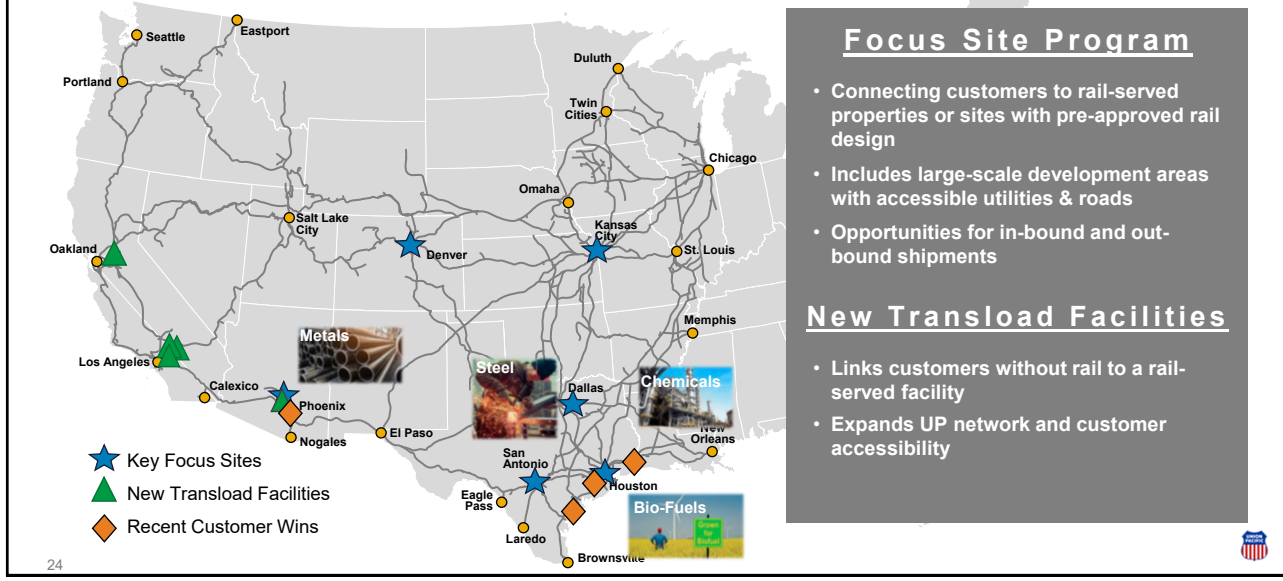 Seattle
Eastport
Portland
Duluth
Twin
Cities
Chicago
Omaha
Salt Lake
City
Kansas
City
Oakland
Denver
St. Louis
Memphis
Metals
Los Angeles
Steel
Dallas
Chemicals
Calexico
Phoenix
Nogales
El Paso
New
Orleans
San
Antonio
Houston
Eagle
Pass
Bio-Fuels
Grown
for
Biofuel
Laredo
Brownsville
Key Focus Sites
New Transload Facilities
Recent Customer Wins
Focus Site Program
• Connecting customers to rail-served
properties or sites with pre-approved rail
design
• Includes large-scale development areas
with accessible utilities & roads
• Opportunities for in-bound and out-
bound shipments
New Transload Facilities
• Links customers without rail to a rail-
served facility
• Expands UP network and customer
accessibility
24
UNION
PACIFIC